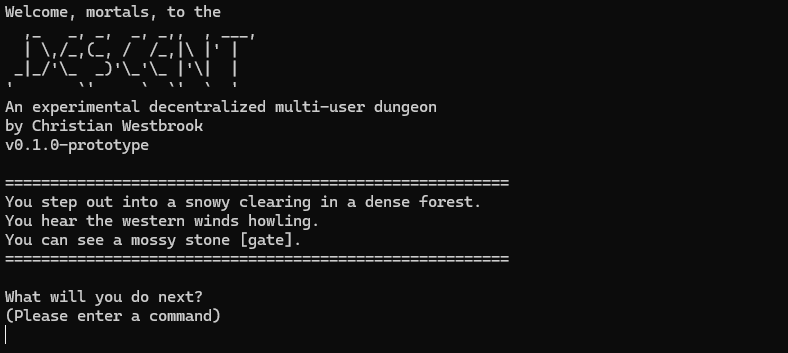 Welcome, mortals, to the
DESCENT
An experimental decentralized multi-user dungeon
by Christian Westbrook
v0.1.0-prototype
========================================================
You step out into a snowy clearing in a dense forest.
You hear the western winds howling.
You can see a mossy stone [gate].
========================================================
What will you do next?
(Please enter a command)